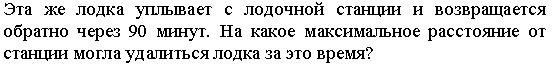 Эта же лодка уплывает с лодочной станции и возвращается
обратно через 90 минут. На какое максимальное расстояние от
станции могла удалиться лодка за это время?